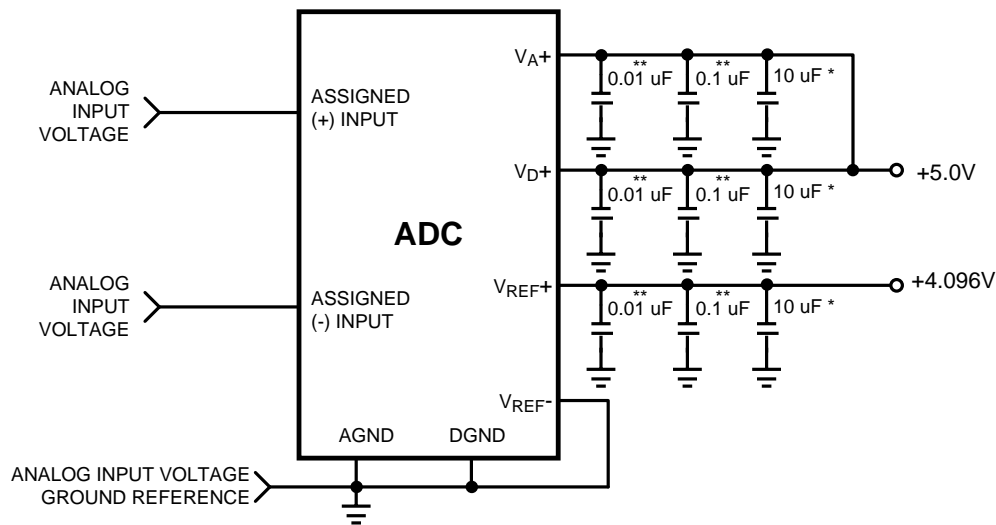 ANALOG
INPUT
VOLTAGE
ASSIGNED
(+) INPUT
ANALOG
INPUT
VOLTAGE
ASSIGNED
(-) INPUT
ADC
VA+
** ** 
0.01 uF 0.1 uF 10 uF *
VD+
** **
0.01 uF 0.1 uF 10 uF *
+5.0V
VREF+
** **
0.01 uF 0.1 uF 10 uF *
+4.096V
VREF-
AGND DGND
ANALOG INPUT VOLTAGE
GROUND REFERENCE